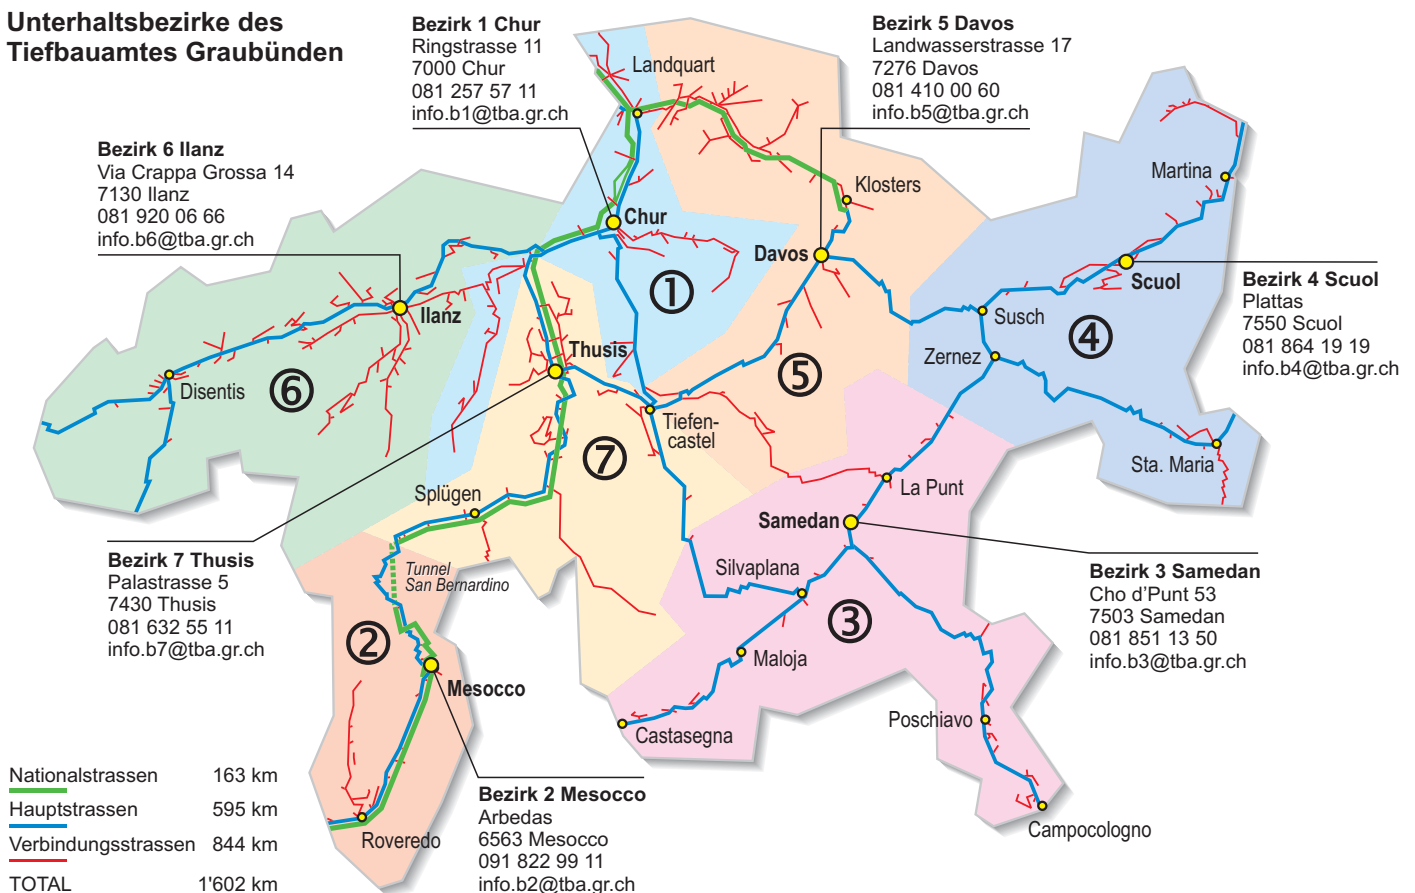 Unterhaltsbezirke des
Tiefbauamtes Graubünden
Bezirk 1 Chur
Ringstrasse 11
7000 Chur
081 257 57 11
info.b1@tba.gr.ch
Bezirk 5 Davos
Landwasserstrasse 17
7276 Davos
081 410 00 60
info.b5@tba.gr.ch
Bezirk 6 Ilanz
Via Crappa Grossa 14
7130 Ilanz
081 920 06 66
info.b6@tba.gr.ch
Landquart
Martina
Klosters
Chur
Davos
Scuol
Bezirk 4 Scuol
Plattas
7550 Scuol
081 864 19 19
info.b4@tba.gr.ch
1
Ilanz
Susch
4
Zernez
Thusis
5
6
Disentis
Tiefen-
castel
7
Sta. Maria
La Punt
Splügen
Samedan
Bezirk 7 Thusis
Palastrasse 5
7430 Thusis
081 632 55 11
info.b7@tba.gr.ch
Tunnel
San Bernardino
Silvaplana
Bezirk 3 Samedan
Cho d'Punt 53
7503 Samedan
081 851 13 50
info.b3@tba.gr.ch
2
3
Maloja
Mesocco
Poschiavo
Castasegna
Nationalstrassen 163 km
Hauptstrassen 595 km
Verbindungsstrassen 844 km
TOTAL 1'602 km
Roveredo
Bezirk 2 Mesocco
Arbedas
6563 Mesocco
091 822 99 11
info.b2@tba.gr.ch
Campocologno